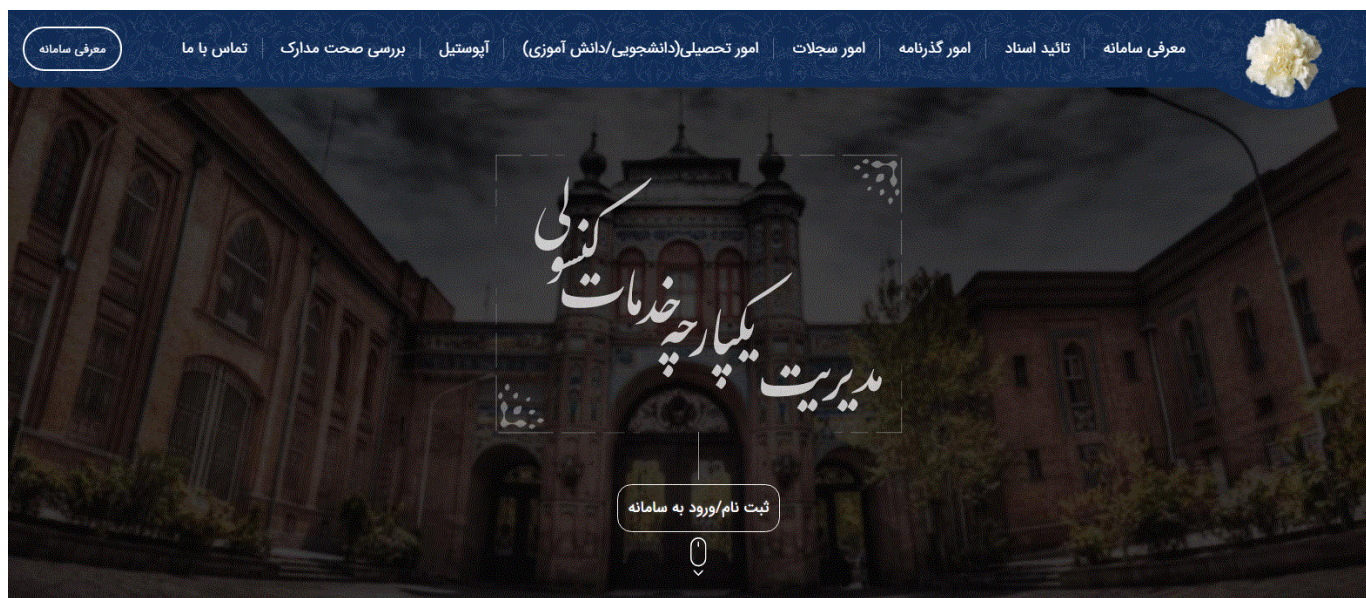 معرفی سامانه
تائید اسناد
امور گذرنامه
امور سجلات
امور تحصیلی(دانشجویی/دانش آموزی)
آپوستیل
بررسی صحت مدارک
تماس با ما
معرفی سامانه
مدیریت یکپارچه خدمات کنسولی
ثبت نام/ورود به سامانه